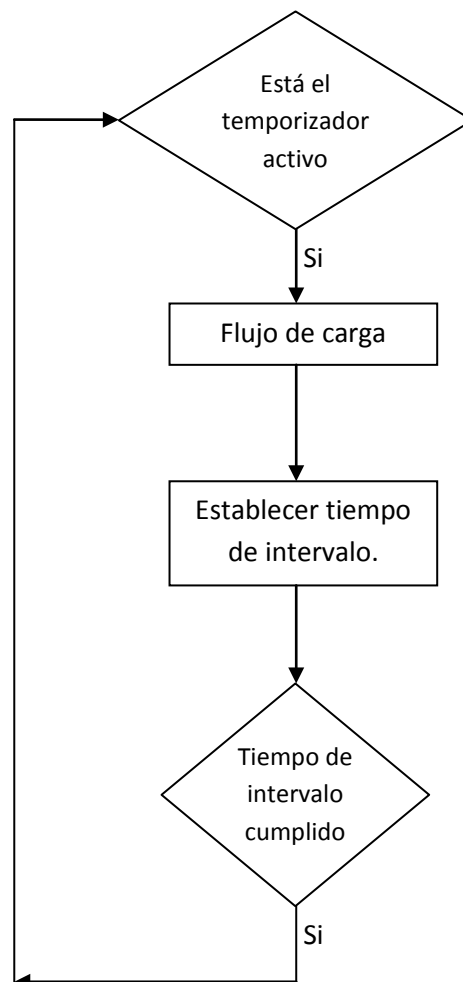 Está el
temporizador
activo
Si
Flujo de carga
Establecer tiempo
de intervalo.
Tiempo de
intervalo
cumplido
Si